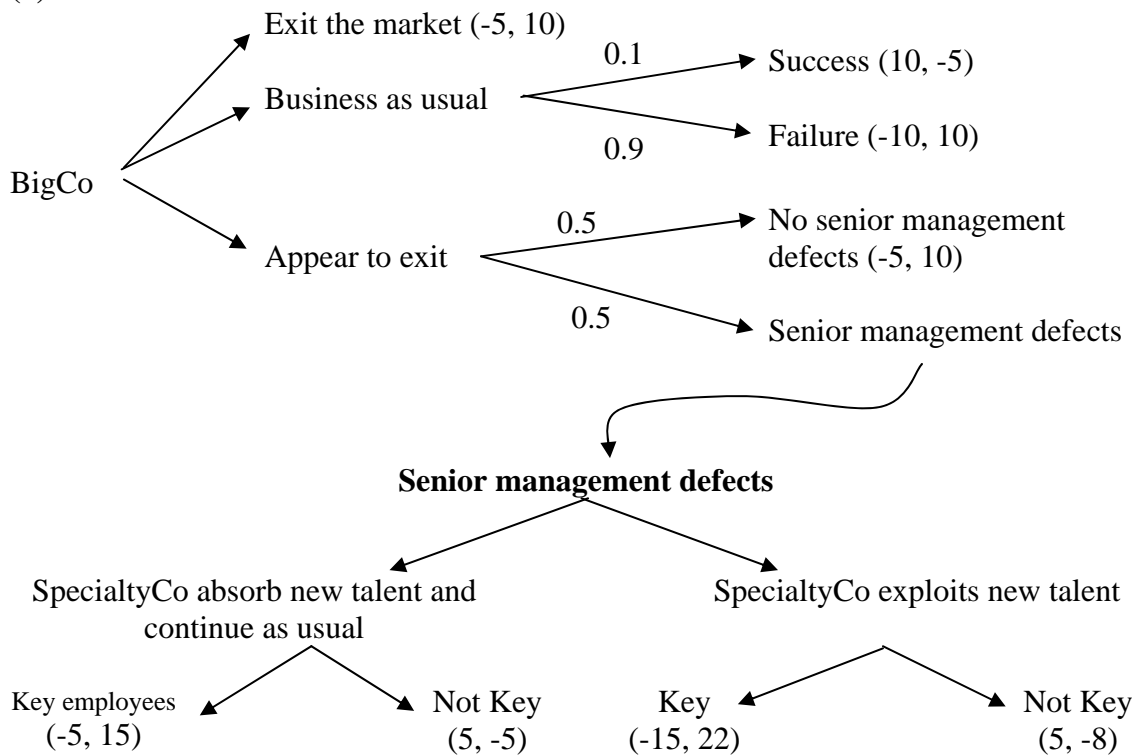 Exit the market (-5, 10)
0.1
Success (10, -5)
Business as usual
0.9
Failure (-10, 10)
BigCo
0.5
No senior management
defects (-5, 10)
Appear to exit
0.5
Senior management defects
Senior management defects
SpecialtyCo absorb new talent and
continue as usual
SpecialtyCo exploits new talent
Key employees
(-5, 15)
Not Key
(5, -5)
Key
(-15, 22)
Not Key
(5, -8)